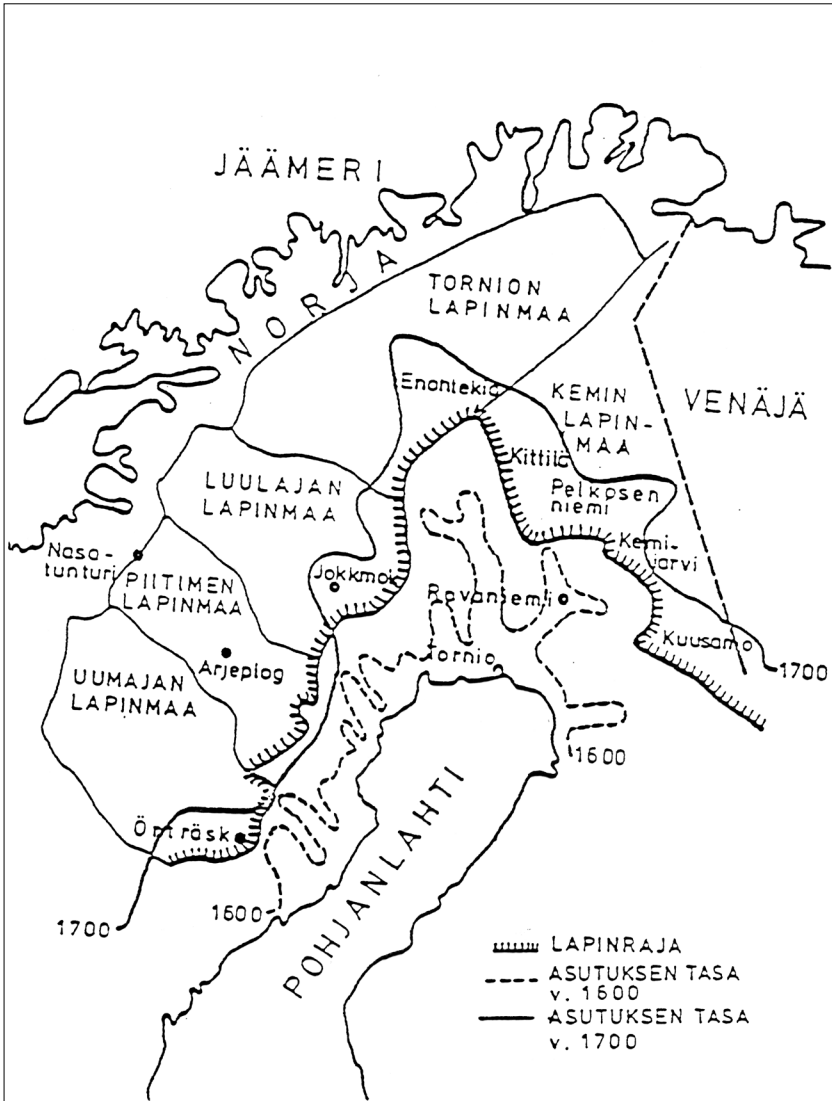 JÄÄMERI
NORJA
TORNION
LAPINMAA
Enontekiö
KEMIN
LAPIN-
MAA
VENÄJÄ
Kittilä
LUULAJAN
LAPINMAA
Pelkosen
niemi
Kemi-
järvi
Nasa-
tunturi
PIITIMEN
LAPINMAA
Jokkmok
Rovaniemi
Arjeplog
Tornio
Kuusamo
1700
UUMAJAN
LAPINMAA
1600
Örträsk
1700
1600
POHJANLAHTI
LAPINRAJA
ASUTUKSEN TASA
v. 1600
ASUTUKSEN TASA
v. 1700